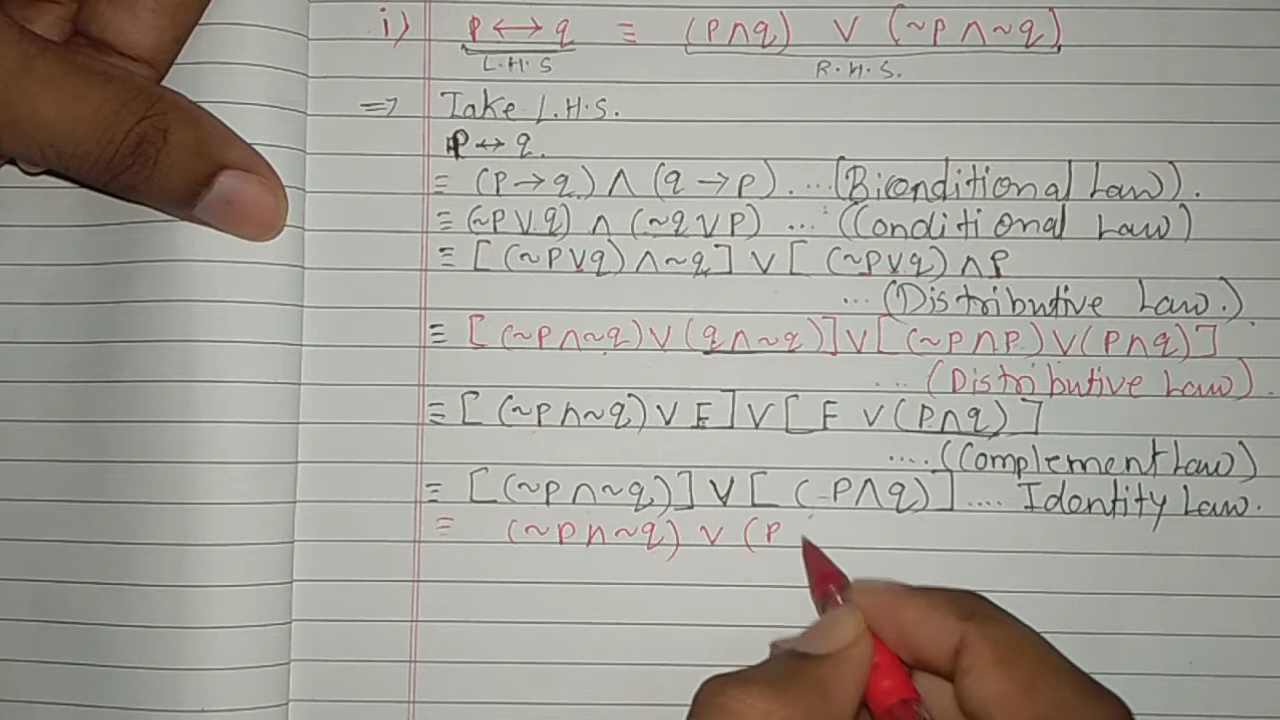 i) p ↔ q ≡ (p∧q) ∨ (~p∧~q)
L.H.S R.H.S.
=> Take L.H.S.
p ↔ q.
≡ (p → q) ∧ (q → p). ...(Biconditional Law).
≡ (~p ∨ q) ∧ (~q ∨ p) ... (Conditional Law)
≡ [(~p∨q)∧~q] ∨ [(~p∨q)∧p
... (Distributive Law.)
≡ [(~p∧~q)∨(q∧~q)]∨[(~p∧p)∨(p∧q)]
... (Distributive Law).
≡ [(~p∧~q)∨F]∨[F ∨(p∧q)]
.... (Complement Law)
≡ [(~p∧~q)]∨[(p∧q)].... Identity Law.
≡ (~p∧~q) ∨ (p